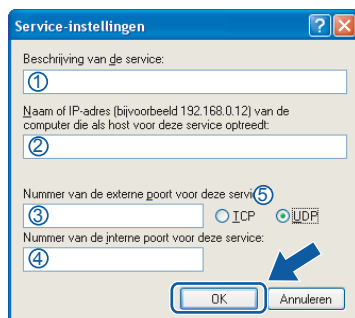 Service-instellingen
Beschrijving van de service:
①
Naam of IP-adres (bijvoorbeeld 192.168.0.12) van de
computer die als host voor deze service optreedt:
②
Nummer van de externe poort voor deze servi⑤
③ TCP UDP
Nummer van de interne poort voor deze service:
④
OK Annuleren